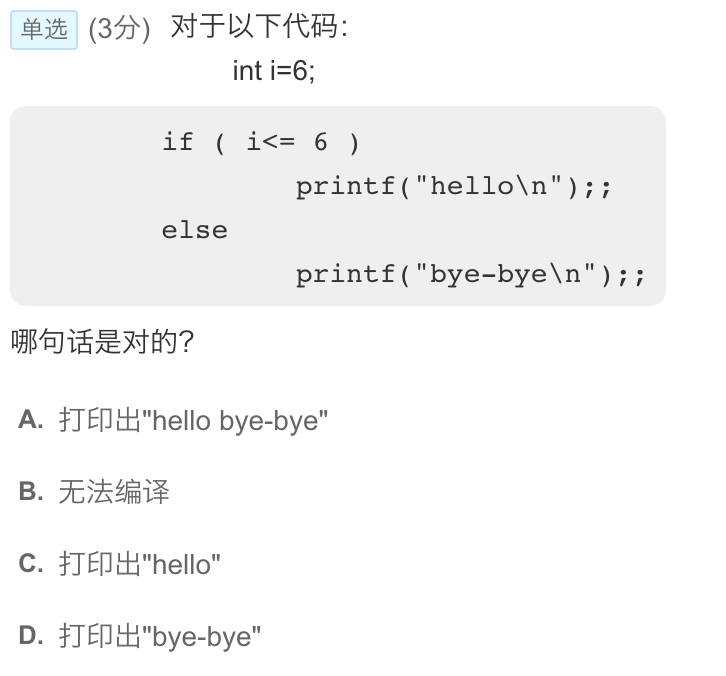 单选 (3分) 对于以下代码:
int i=6;
if ( i<= 6 )
printf("hello\n");;
else
printf("bye-bye\n");;
哪句话是对的?
A. 打印出"hello bye-bye"
B. 无法编译
C. 打印出"hello"
D. 打印出"bye-bye"